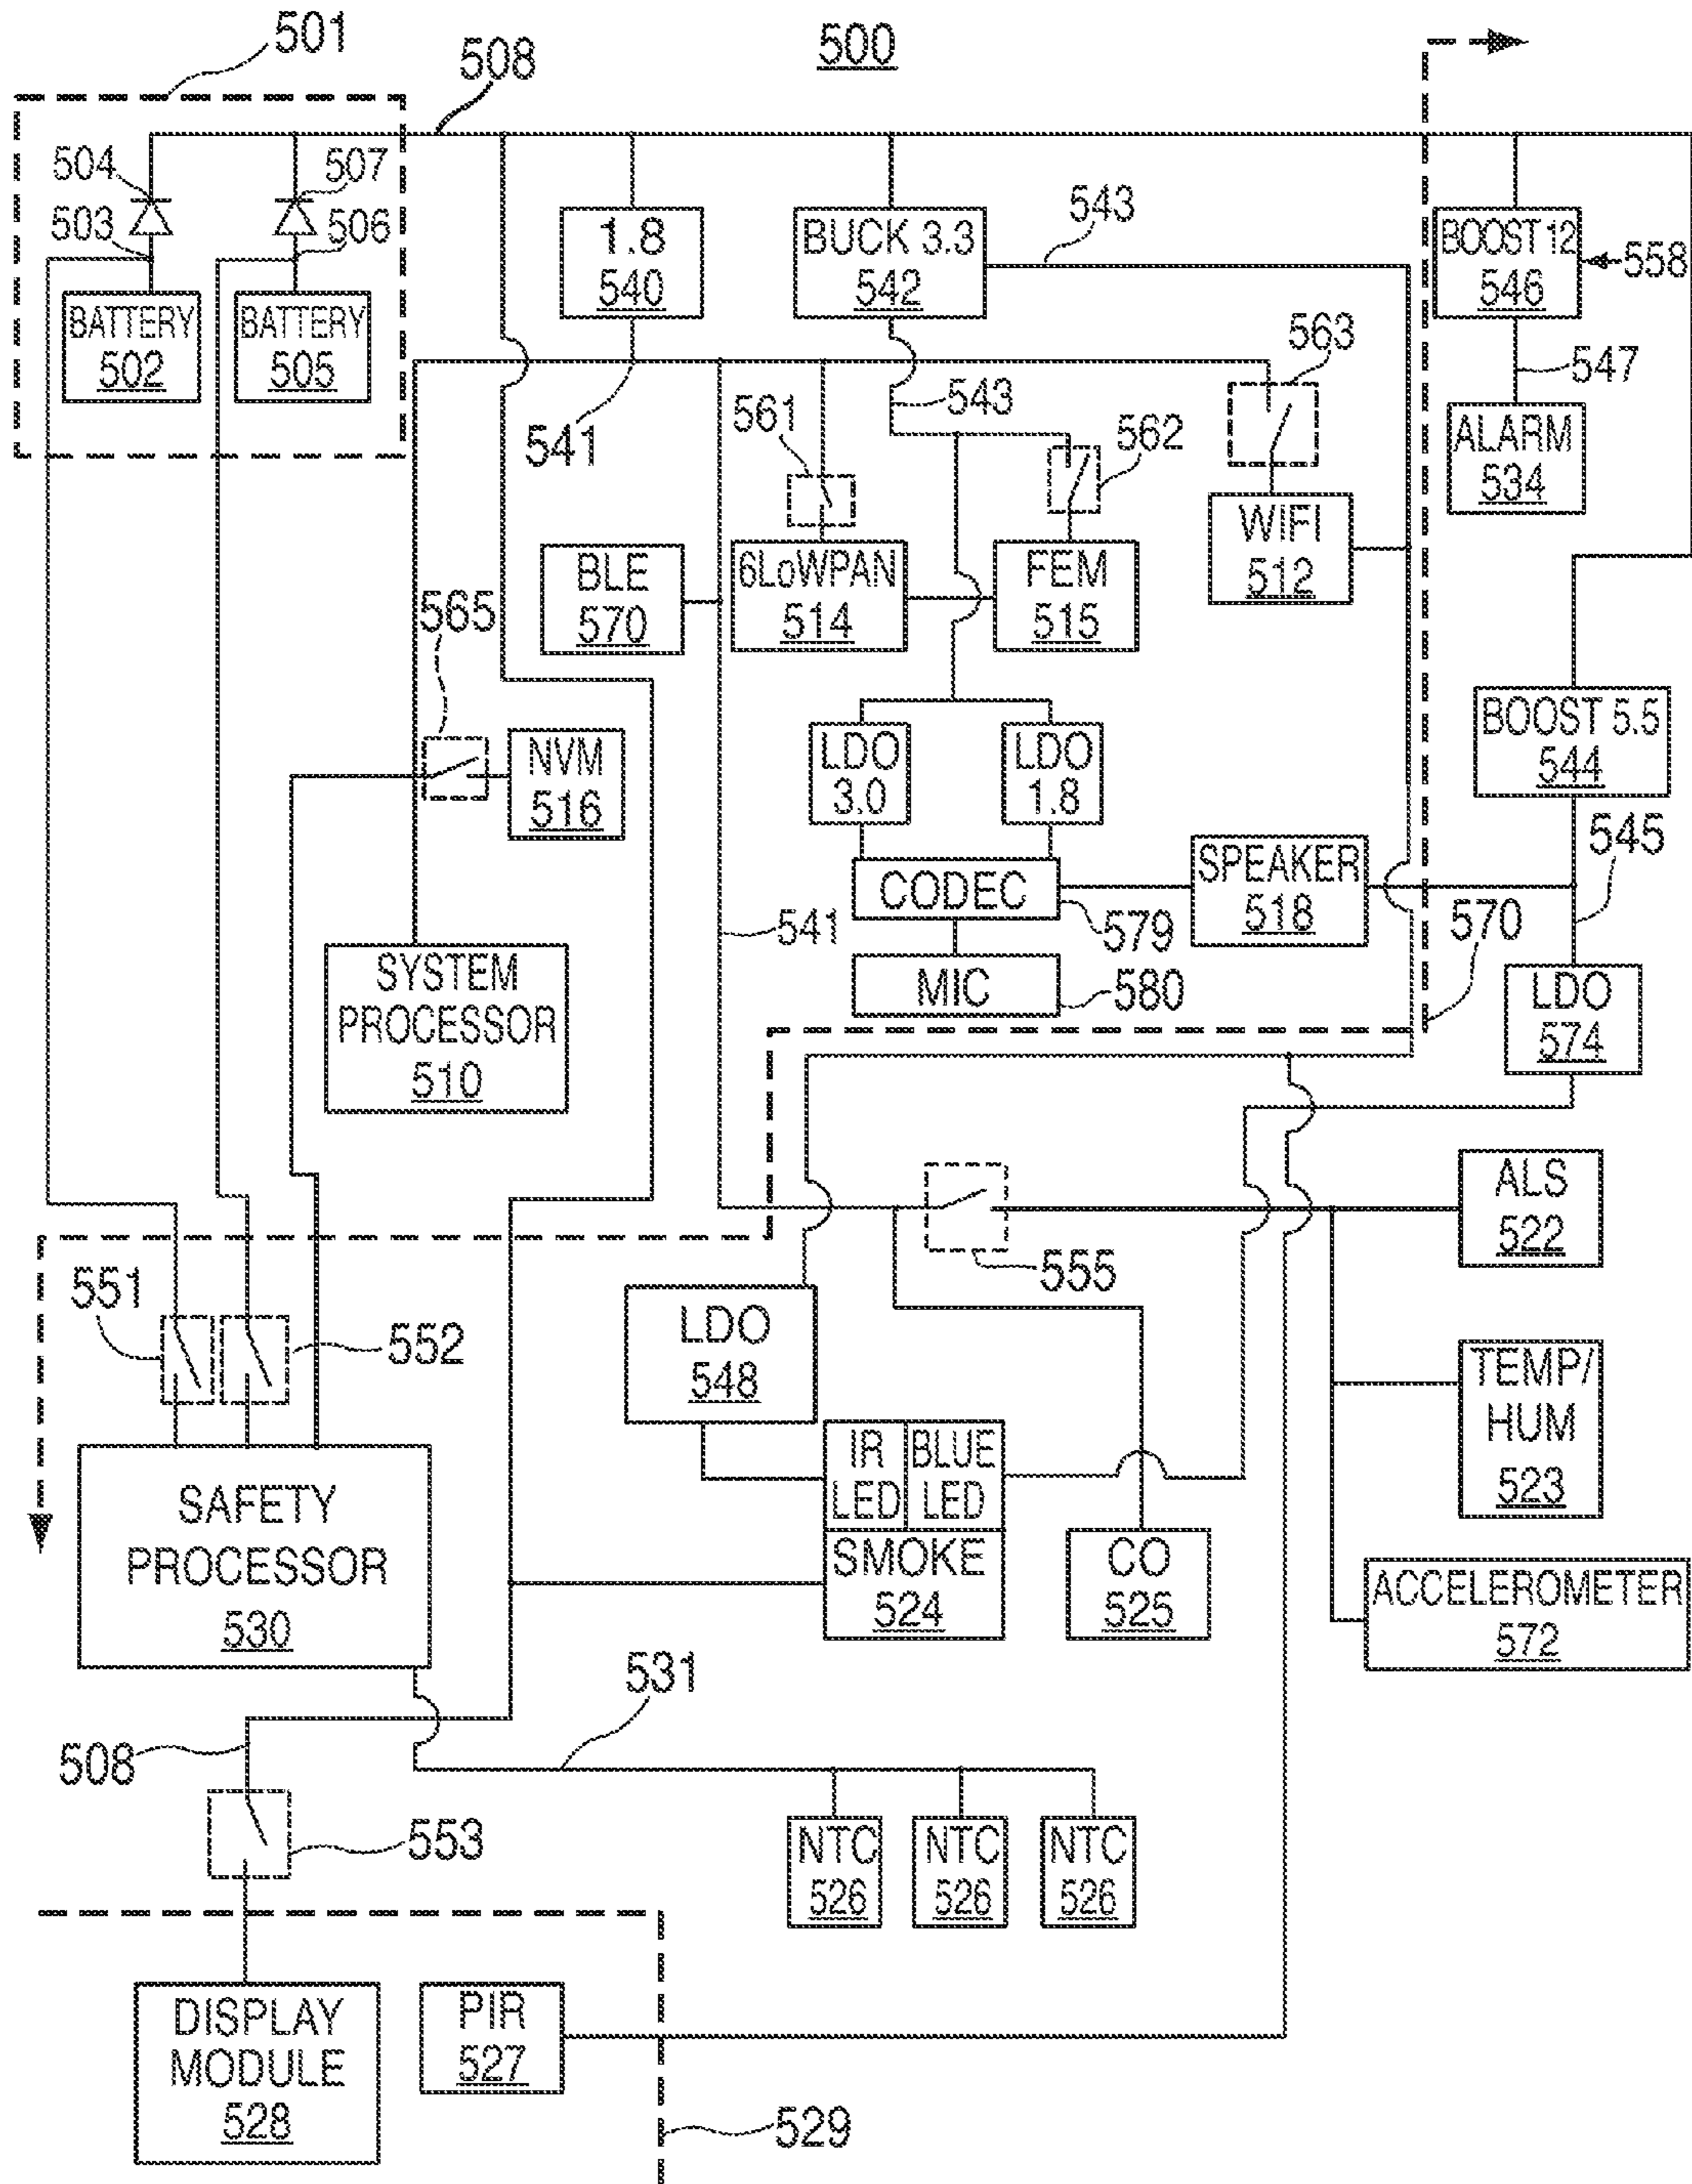 501
508
500
504
507
503
506
BATTERY
502
BATTERY
505
1.8
540
BUCK 3.3
542
543
BOOST 12
546
558
547
563
541
561
543
562
ALARM
534
BLE
570
6LoWPAN
514
FEM
515
WIFI
512
565
NVM
516
LDO
3.0
LDO
1.8
BOOST 5.5
544
545
CODEC
579
SPEAKER
518
541
MIC
580
570
SYSTEM
PROCESSOR
510
LDO
574
ALS
522
555
551
552
LDO
548
TEMP/
HUM
523
IR
LED
BLUE
LED
SMOKE
524
CO
525
ACCELEROMETER
572
SAFETY
PROCESSOR
530
531
508
553
NTC
526
NTC
526
NTC
526
DISPLAY
MODULE
528
PIR
527
529